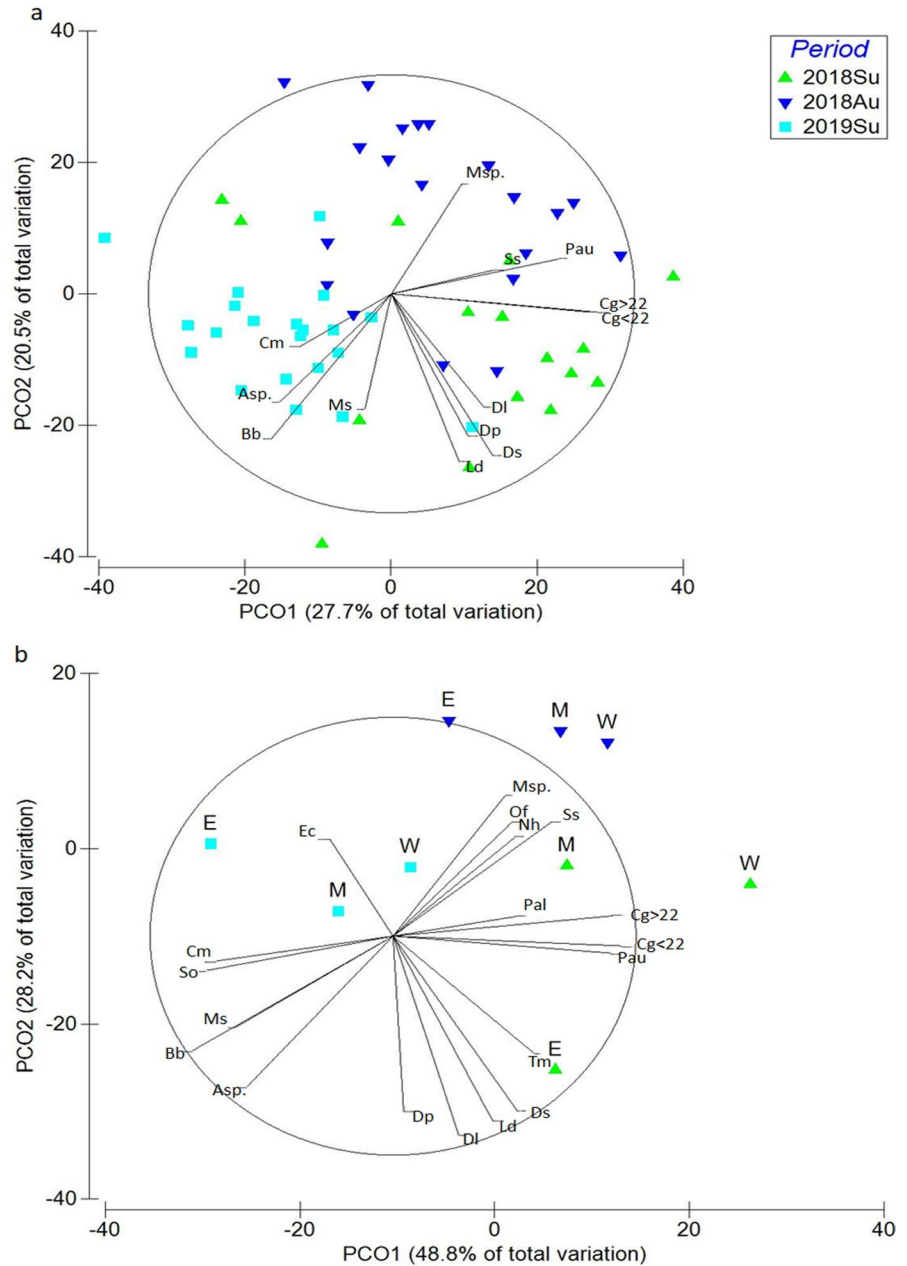 a
Period
2018Su
2018Au
2019Su
40
20
0
-20
-40
PCO2 (20.5% of total variation)
Msp.
Ss
Pau
Cg>22
Cg<22
Cm
Asp.
Ms
Bb
Dl
Dp
Ds
Ld
-40
-20
0
20
40
PCO1 (27.7% of total variation)
b
20
0
-20
-40
PCO2 (28.2% of total variation)
E
M
W
Msp.
Of
Ss
Nh
Ec
E
W
M
W
M
Pal
Cg>22
Cg<22
Pau
Cm
So
Ms
Bb
Asp.
E
Tm
Dp
Ds
Ld
Dl
-40
-20
0
20
40
PCO1 (48.8% of total variation)